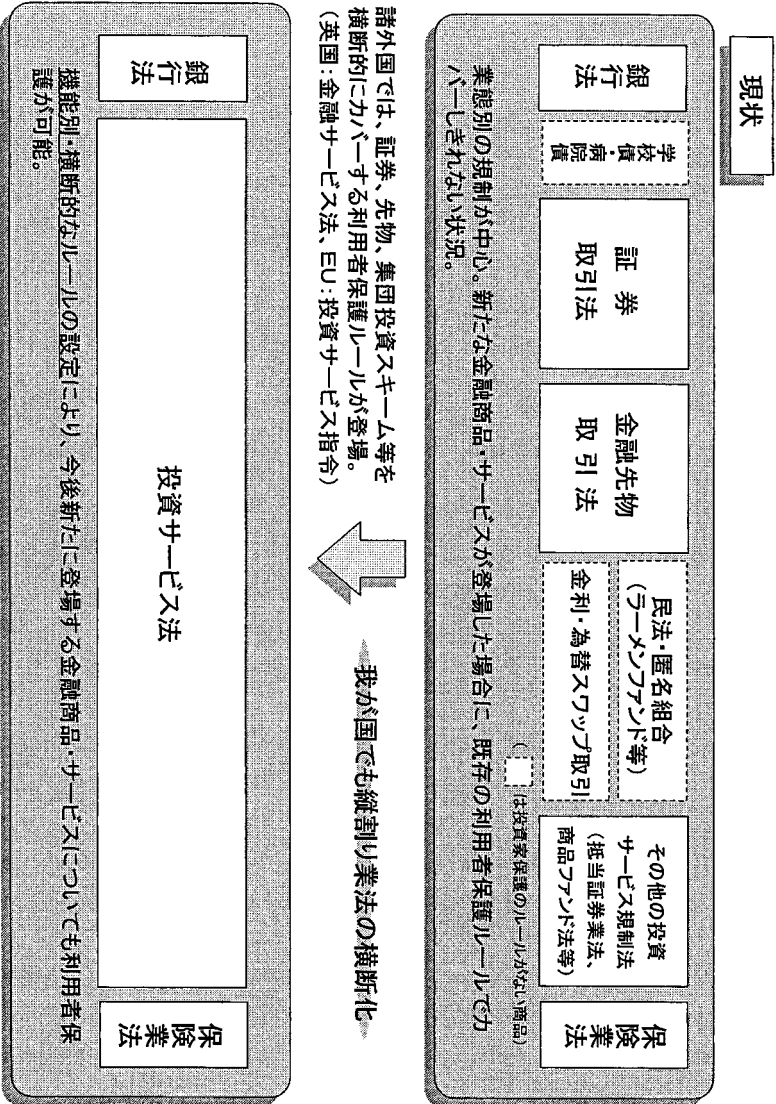 現状
銀行法
学校債・病院債
証券
取引法
金融先物
取引法
民法・匿名組合
(ラーメンファンド等)
金利・為替スワップ取引
その他の投資
サービス規制法
(抵当証券業法、
商品ファンド法等)
保険業法
( は投資家保護のルールがない商品)
業態別の規制が中心。新たな金融商品・サービスが登場した場合に、既存の利用者保護ルールでカ
バーしきれない状況。
諸外国では、証券、先物、集団投資スキーム等を
横断的にカバーする利用者保護ルールが登場。
(英国:金融サービス法、EU:投資サービス指令)
我が国でも縦割り業法の横断化
銀行法
投資サービス法
保険業法
機能別・横断的なルールの設定により、今後新たに登場する金融商品・サービスについても利用者保
護が可能。